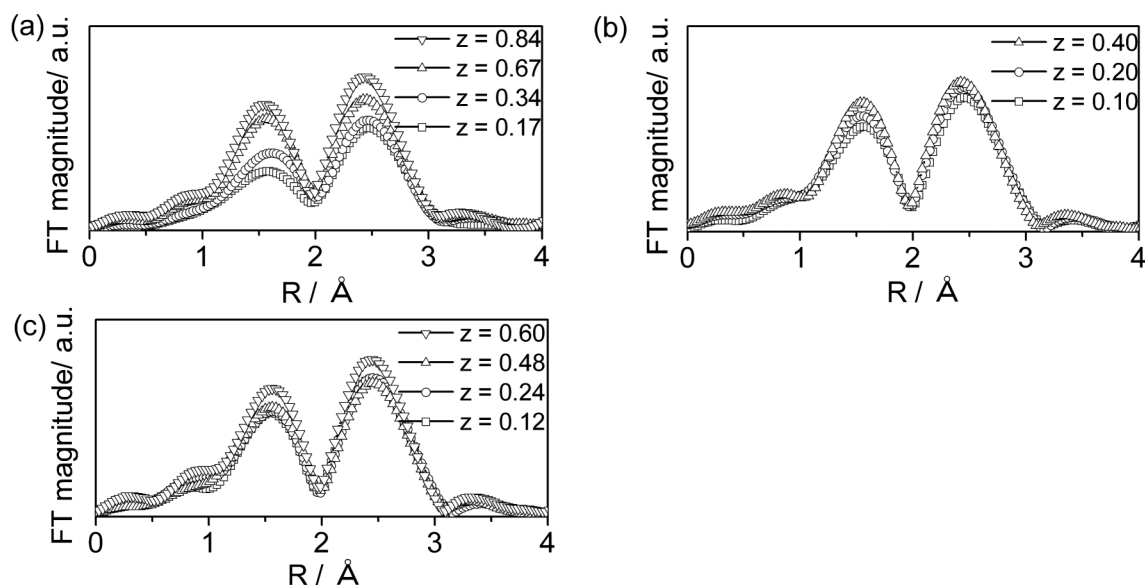 (a)
FT magnitude/ a.u.
z = 0.84
z = 0.67
z = 0.34
z = 0.17
0 1 2 3 4
R / Å
(b)
FT magnitude/ a.u.
z = 0.40
z = 0.20
z = 0.10
0 1 2 3 4
R / Å
(c)
FT magnitude/ a.u.
z = 0.60
z = 0.48
z = 0.24
z = 0.12
0 1 2 3 4
R / Å